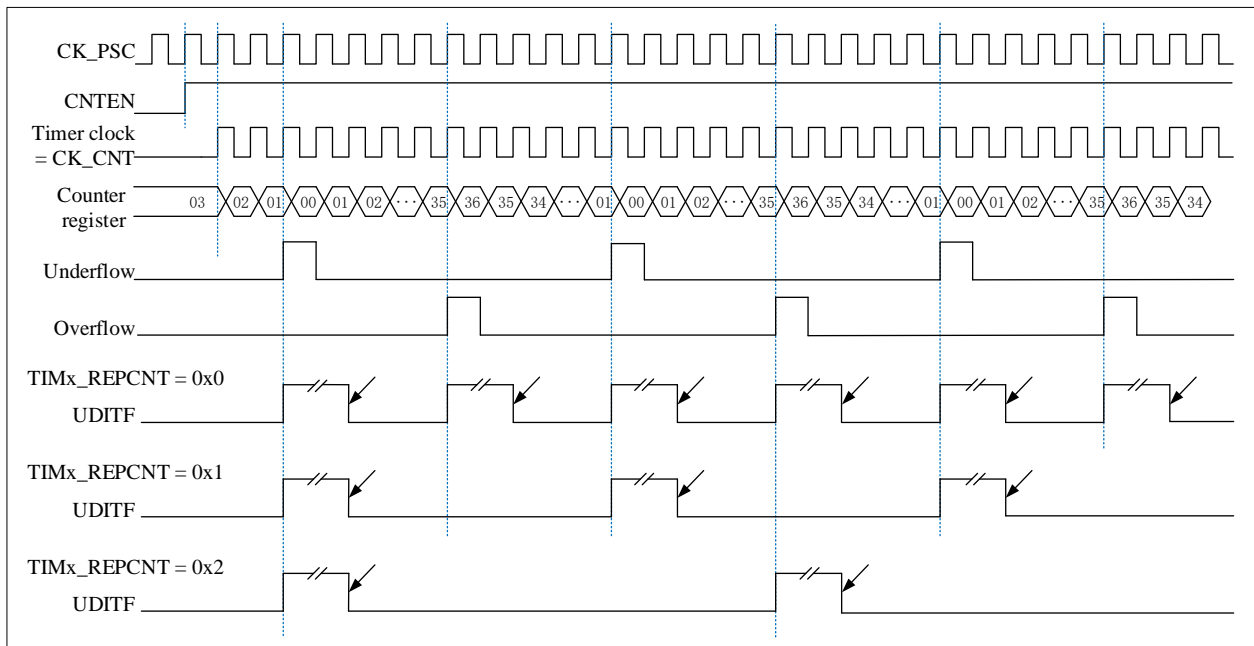 CK_PSC
CNTEN
Timer clock
= CK_CNT
Counter
register
03 02 01 00 01 02 ··· 35 36 35 34 ··· 01 00 01 02 ··· 35 36 35 34 ··· 01 00 01 02 ··· 35 36 35 34
Underflow
Overflow
TIMx_REPCNT = 0x0
UDITF
TIMx_REPCNT = 0x1
UDITF
TIMx_REPCNT = 0x2
UDITF